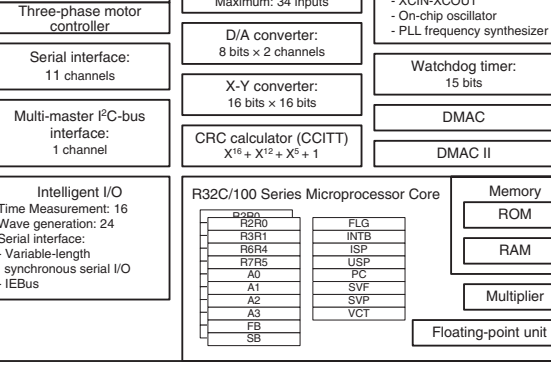 Three-phase motor
controller
Serial interface:
11 channels
Multi-master I²C-bus
interface:
1 channel
Maximum: 34 inputs
D/A converter:
8 bits × 2 channels
X-Y converter:
16 bits × 16 bits
CRC calculator (CCITT)
X¹⁶ + X¹² + X⁵ + 1
- XCIN-XCOUT
- On-chip oscillator
- PLL frequency synthesizer
Watchdog timer:
15 bits
DMAC
DMAC II
Intelligent I/O
Time Measurement: 16
Wave generation: 24
Serial interface:
- Variable-length
synchronous serial I/O
- IEBus
R32C/100 Series Microprocessor Core
R2R0
R2R0
R3R1
R6R4
R7R5
A0
A1
A2
A3
FB
SB
FLG
INTB
ISP
USP
PC
SVF
SVP
VCT
Memory
ROM
RAM
Multiplier
Floating-point unit